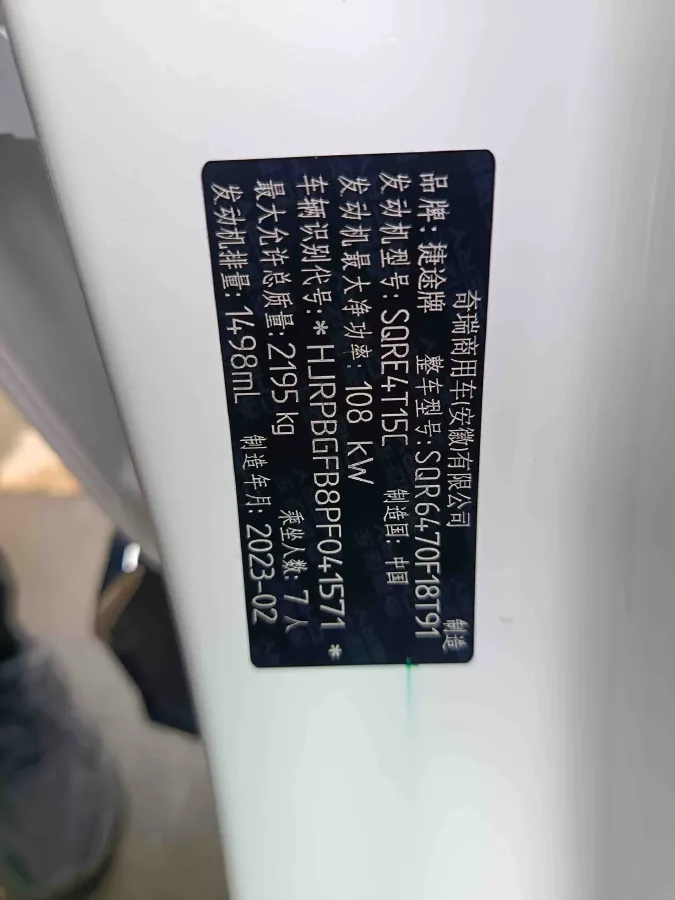 奇瑞商用车(安徽)有限公司 制造
品牌：捷途牌 整车型号：SQR6470F18T91
发动机型号：SQRE4T15C 制造国：中国
发动机最大净功率：108 kW
车辆识别代号：*HJRPBGFB8PF041571*
最大允许总质量：2195 kg 乘坐人数：7人
发动机排量：1498mL 制造年月：2023-02